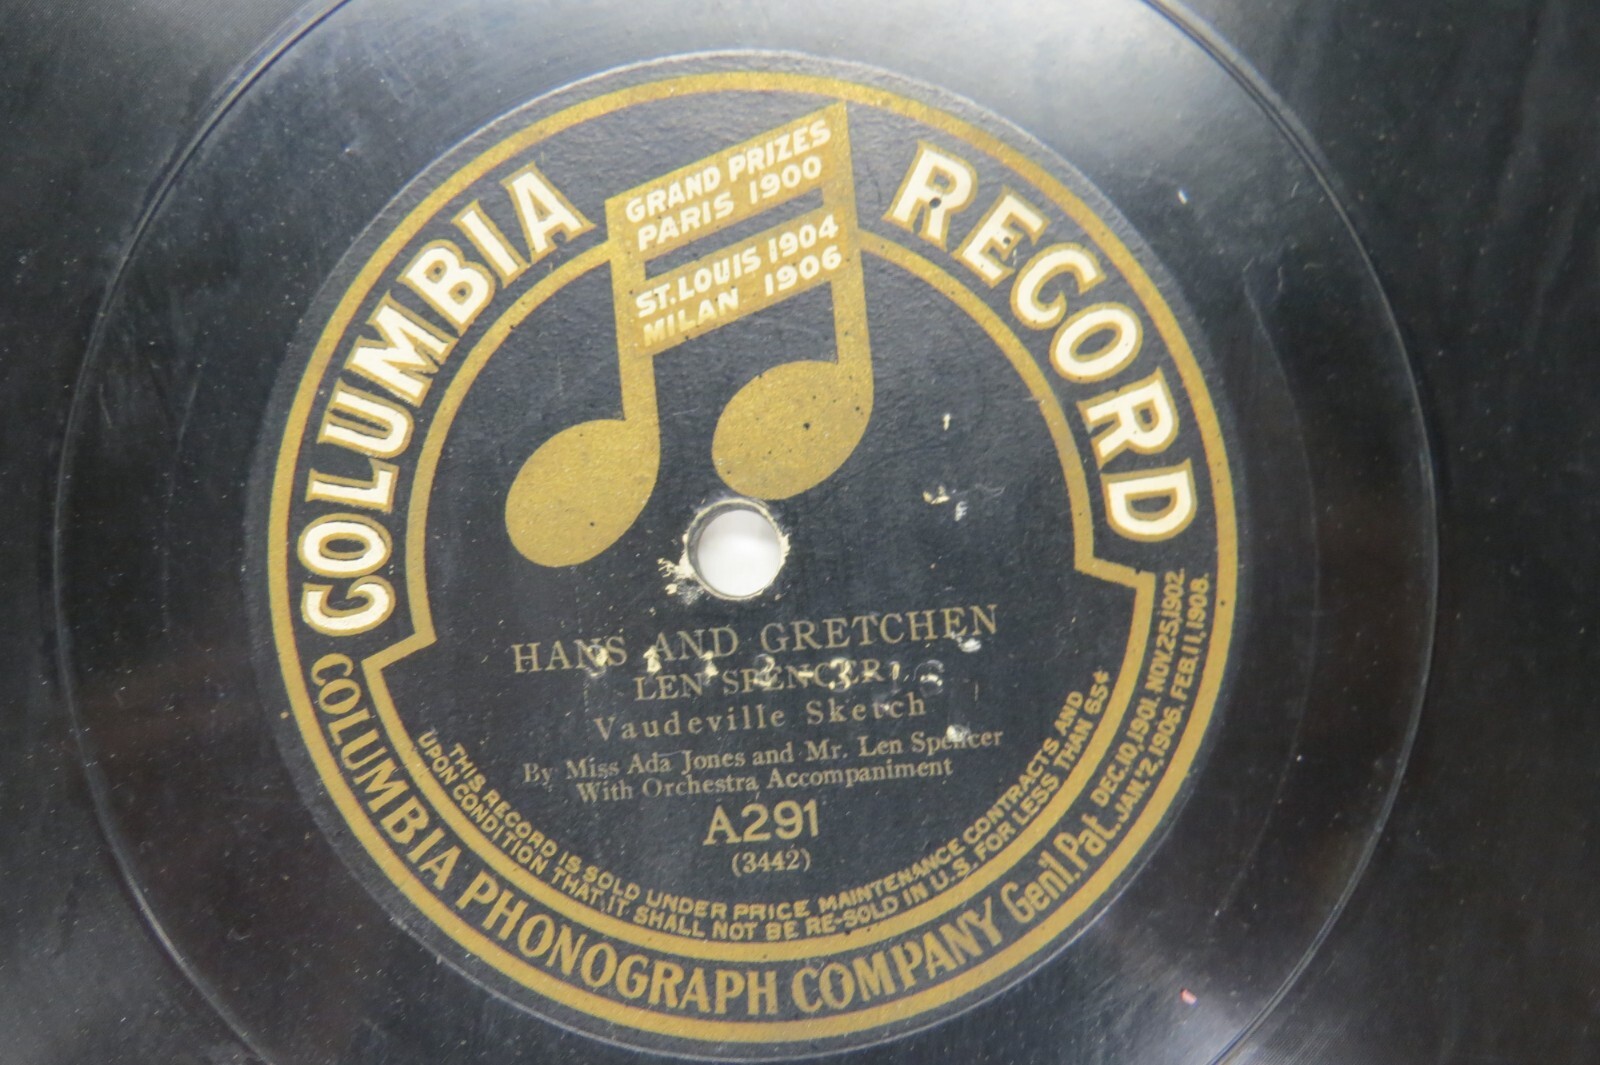 COLUMBIA RECORD
GRAND PRIZES
PARIS 1900
ST. LOUIS 1904
MILAN 1906
HANS AND GRETCHEN
LEN SPENCER
Vaudeville Sketch
By Miss Ada Jones and Mr. Len Spencer
With Orchestra Accompaniment
A291
(3442)
THIS RECORD IS SOLD UNDER PRICE MAINTENANCE CONTRACTS AND
UPON CONDITION THAT IT SHALL NOT BE RE-SOLD IN U.S. FOR LESS THAN 65¢
COLUMBIA PHONOGRAPH COMPANY Gen'l. Pat. DEC.10,1901. NOV.25,1902.
JAN. 2, 1906. FEB.11,1908.